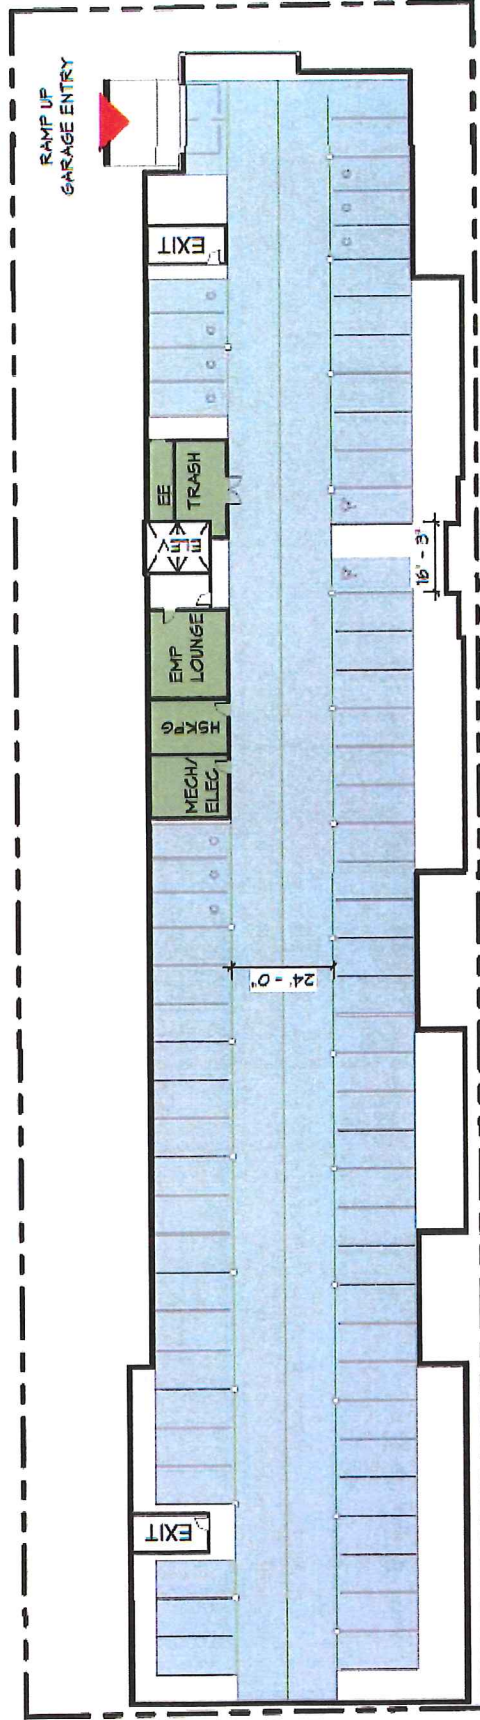 RAMP UP
GARAGE ENTRY
EXIT
EE
TRASH
ELEV
EMP
LOUNGE
HSKPG
MECH/
ELEC
16' - 3"
24' - 0"
EXIT